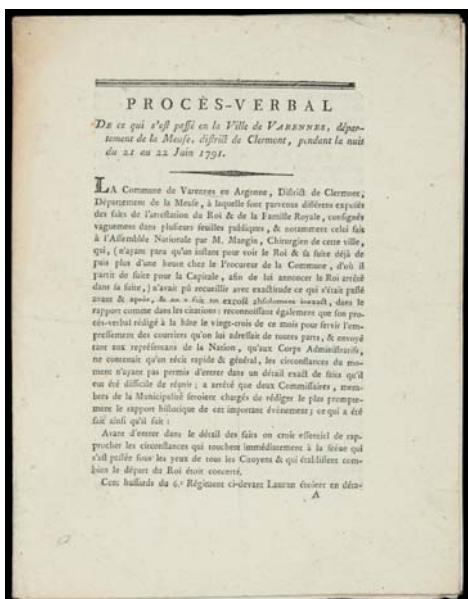 PROCÈS-VERBAL
DE ce qui s'est passé en la Ville de VARENNES, dépar-
tement de la Meuse, district de Clermont, pendant la nuit
du 21 au 22 Juin 1791.
LA Commune de Varennes en Argonne, District de Clermont,
Département de la Meuse, à laquelle sont parvenus différens exposés
des faits de l'arrestation du Roi & de la Famille Royale, consignés
vaguement dans plusieurs feuilles publiques, & notamment celui fait
à l'Assemblée Nationale par M. Mangin, Chirurgien de cette ville,
qui, (n'ayant paru qu'un instant pour voir le Roi & sa suite déjà de
puis plus d'une heure chez le Procureur de la Commune, d'où il
partit de suite pour la Capitale, afin de lui annoncer le Roi arrêté
dans sa fuite,) n'avait pû recueillir avec exactitude ce qui s'était passé
avant & après, & en a fait un exposé absolument inexact, dans le
rapport comme dans les citations : reconnoissant également que son pro-
cès-verbal rédigé à la hâte le vingt-trois de ce mois pour servir l'em-
pressement des courriers qu'on lui adressait de toutes parts, & envoyé
tant aux représentans de la Nation, qu'aux Corps Administratifs,
ne contenait qu'un récit rapide & général, les circonstances du mo-
ment n'ayant pas permis d'entrer dans un détail exact de faits qu'il
eut été difficile de réunir ; a arrêté que deux Commissaires, mem-
bres de la Municipalité seroient chargés de rédiger le plus prompte-
ment le rapport historique de cet important évènement ; ce qui a été
fait ainsi qu'il suit :
Avant d'entrer dans le détail des faits on croit essentiel de rap-
procher les circonstances qui touchent immédiatement à la scène qui
s'est passée sous les yeux de tous les Citoyens & qui établissent com-
bien le départ du Roi étoit concerté.
Cent hussards du 6.e Régiment ci-devant Lauzun étoient en déta-
A